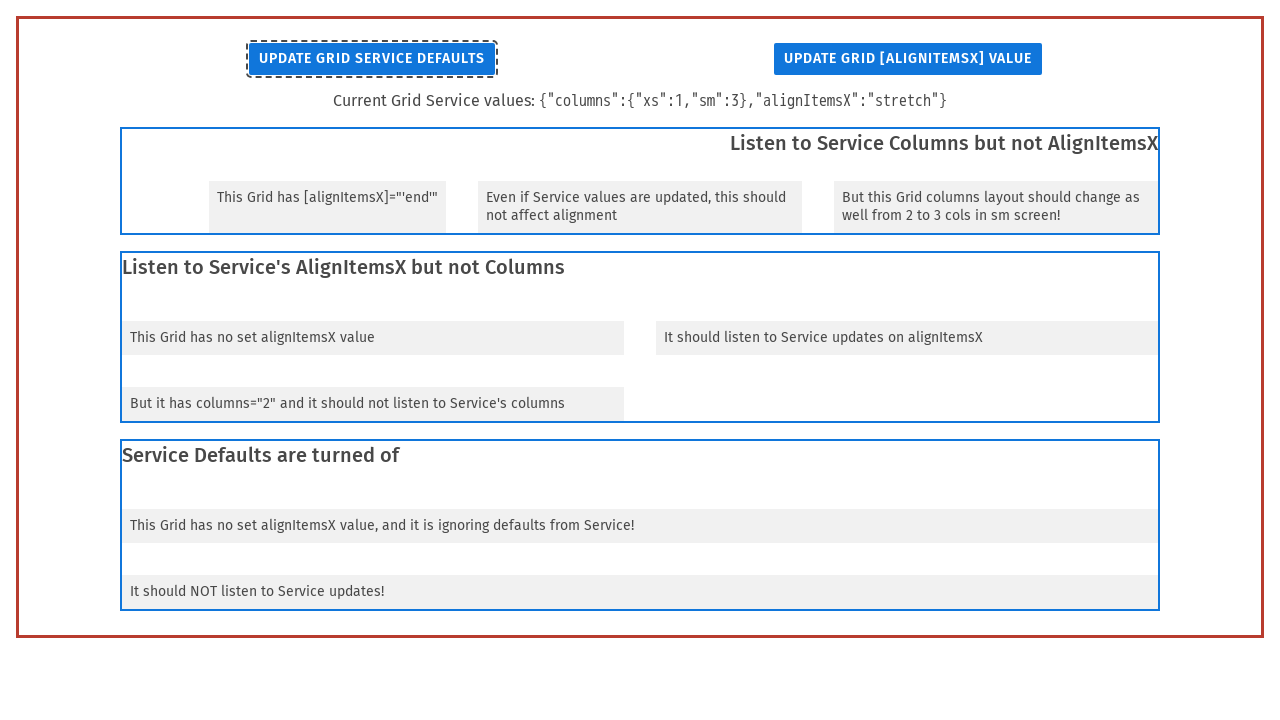 UPDATE GRID SERVICE DEFAULTS
UPDATE GRID [ALIGNITEMSX] VALUE
Current Grid Service values: {"columns":{"xs":1,"sm":3},"alignItemsX":"stretch"}
Listen to Service Columns but not AlignItemsX
This Grid has [alignItemsX]="'end'"
Even if Service values are updated, this should
not affect alignment
But this Grid columns layout should change as
well from 2 to 3 cols in sm screen!
Listen to Service's AlignItemsX but not Columns
This Grid has no set alignItemsX value
It should listen to Service updates on alignItemsX
But it has columns="2" and it should not listen to Service's columns
Service Defaults are turned of
This Grid has no set alignItemsX value, and it is ignoring defaults from Service!
It should NOT listen to Service updates!